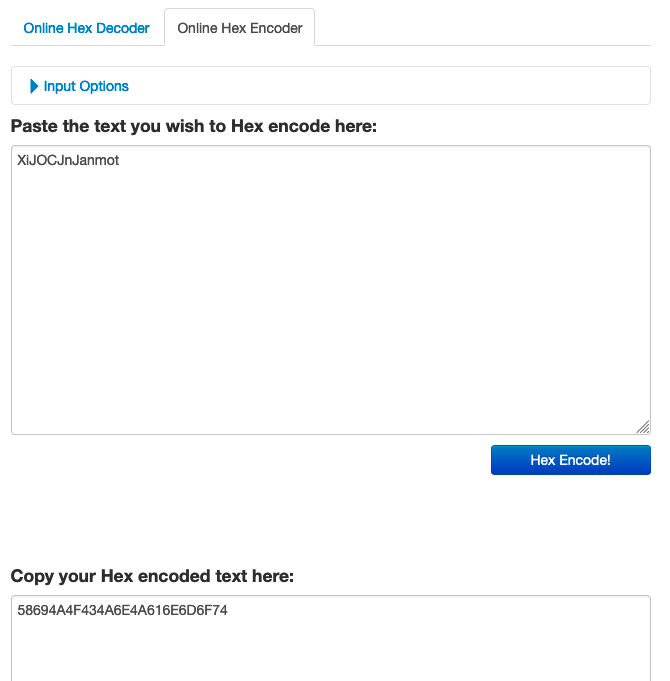 Online Hex Decoder Online Hex Encoder
Input Options
Paste the text you wish to Hex encode here:
XiJOCJnJanmot
Hex Encode!
Copy your Hex encoded text here:
58694A4F434A6E4A616E6D6F74